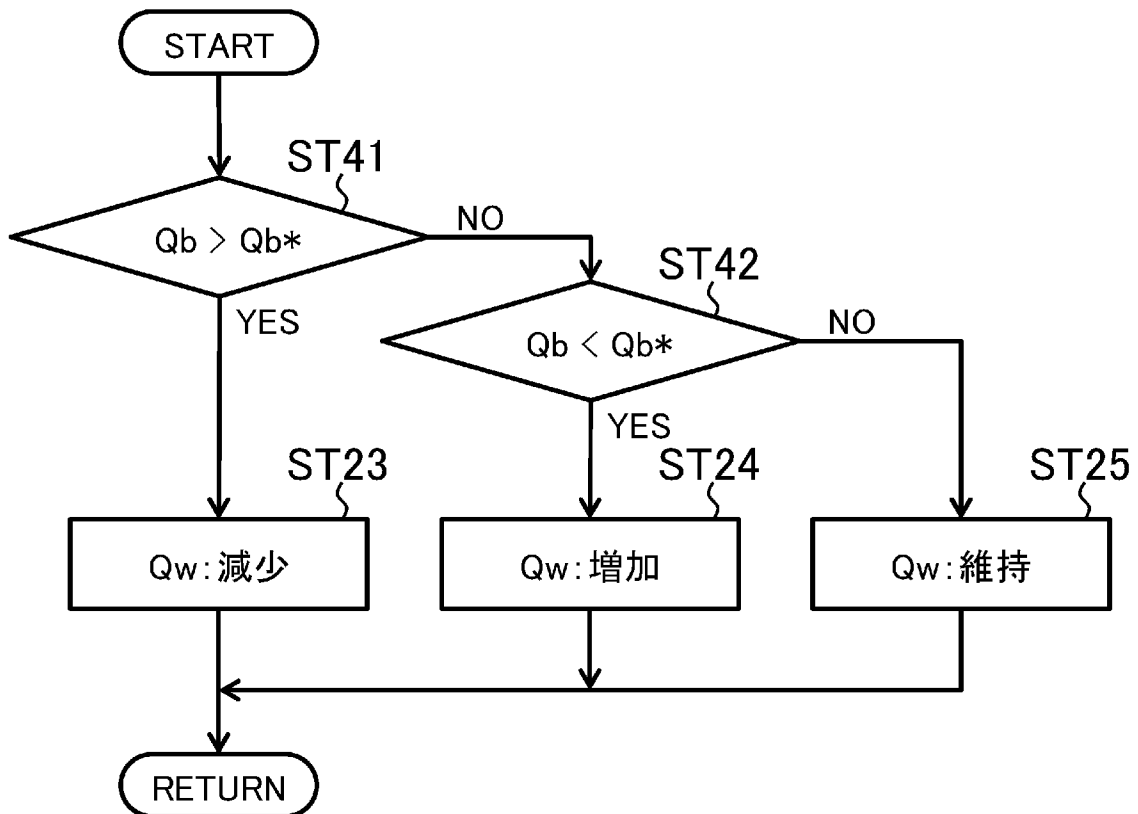 START
ST41
Qb > Qb*
NO
YES
ST42
Qb < Qb*
NO
YES
ST23
Qw:減少
ST24
Qw:増加
ST25
Qw:維持
RETURN